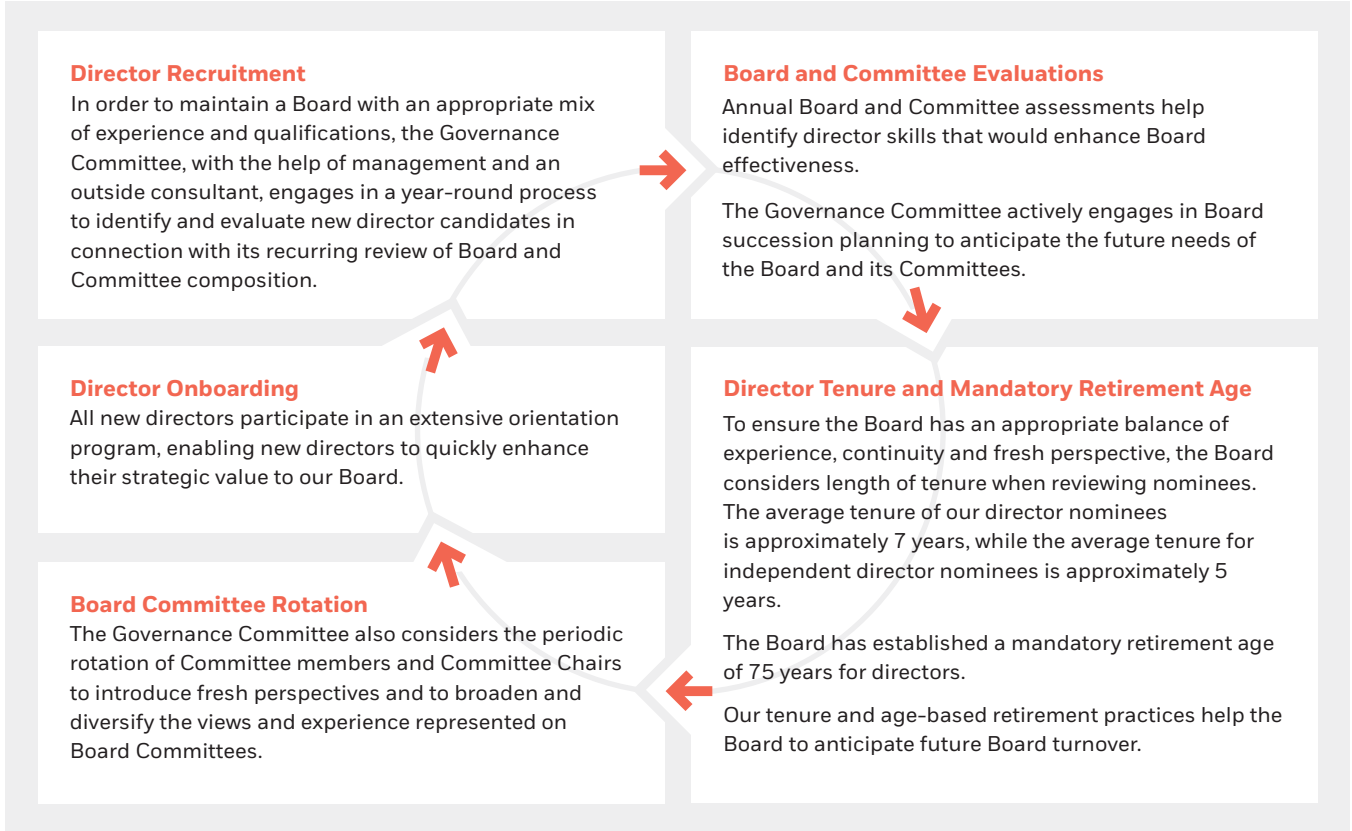 Director Recruitment
In order to maintain a Board with an appropriate mix
of experience and qualifications, the Governance
Committee, with the help of management and an
outside consultant, engages in a year-round process
to identify and evaluate new director candidates in
connection with its recurring review of Board and
Committee composition.
Board and Committee Evaluations
Annual Board and Committee assessments help
identify director skills that would enhance Board
effectiveness.
The Governance Committee actively engages in Board
succession planning to anticipate the future needs of
the Board and its Committees.
Director Tenure and Mandatory Retirement Age
To ensure the Board has an appropriate balance of
experience, continuity and fresh perspective, the Board
considers length of tenure when reviewing nominees.
The average tenure of our director nominees
is approximately 7 years, while the average tenure for
independent director nominees is approximately 5
years.
The Board has established a mandatory retirement age
of 75 years for directors.
Our tenure and age-based retirement practices help the
Board to anticipate future Board turnover.
Board Committee Rotation
The Governance Committee also considers the periodic
rotation of Committee members and Committee Chairs
to introduce fresh perspectives and to broaden and
diversify the views and experience represented on
Board Committees.
Director Onboarding
All new directors participate in an extensive orientation
program, enabling new directors to quickly enhance
their strategic value to our Board.